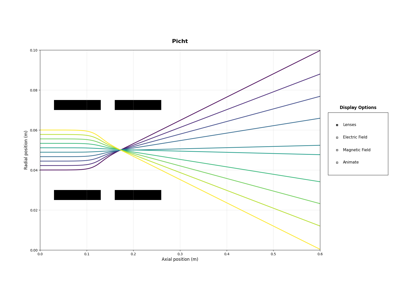 Picht
0.10
0.08
0.06
0.04
0.02
0.00
Radial position (m)
0.0 0.1 0.2 0.3 0.4 0.5 0.6
Axial position (m)
Display Options
Lenses
Electric Field
Magnetic Field
Animate